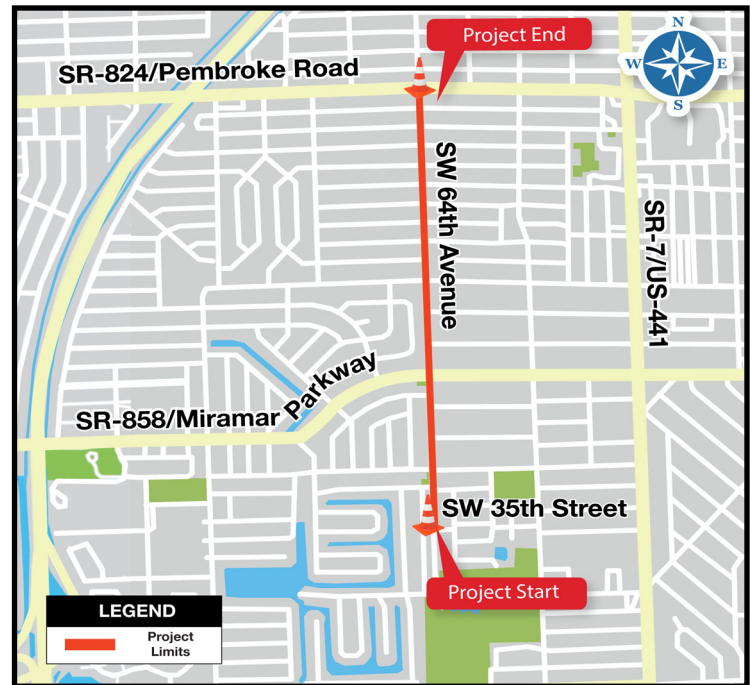 N
W E
S
Project End
SR-824/Pembroke Road
SW 64th Avenue
SR-7/US-441
SR-858/Miramar Parkway
SW 35th Street
Project Start
LEGEND
Project
Limits